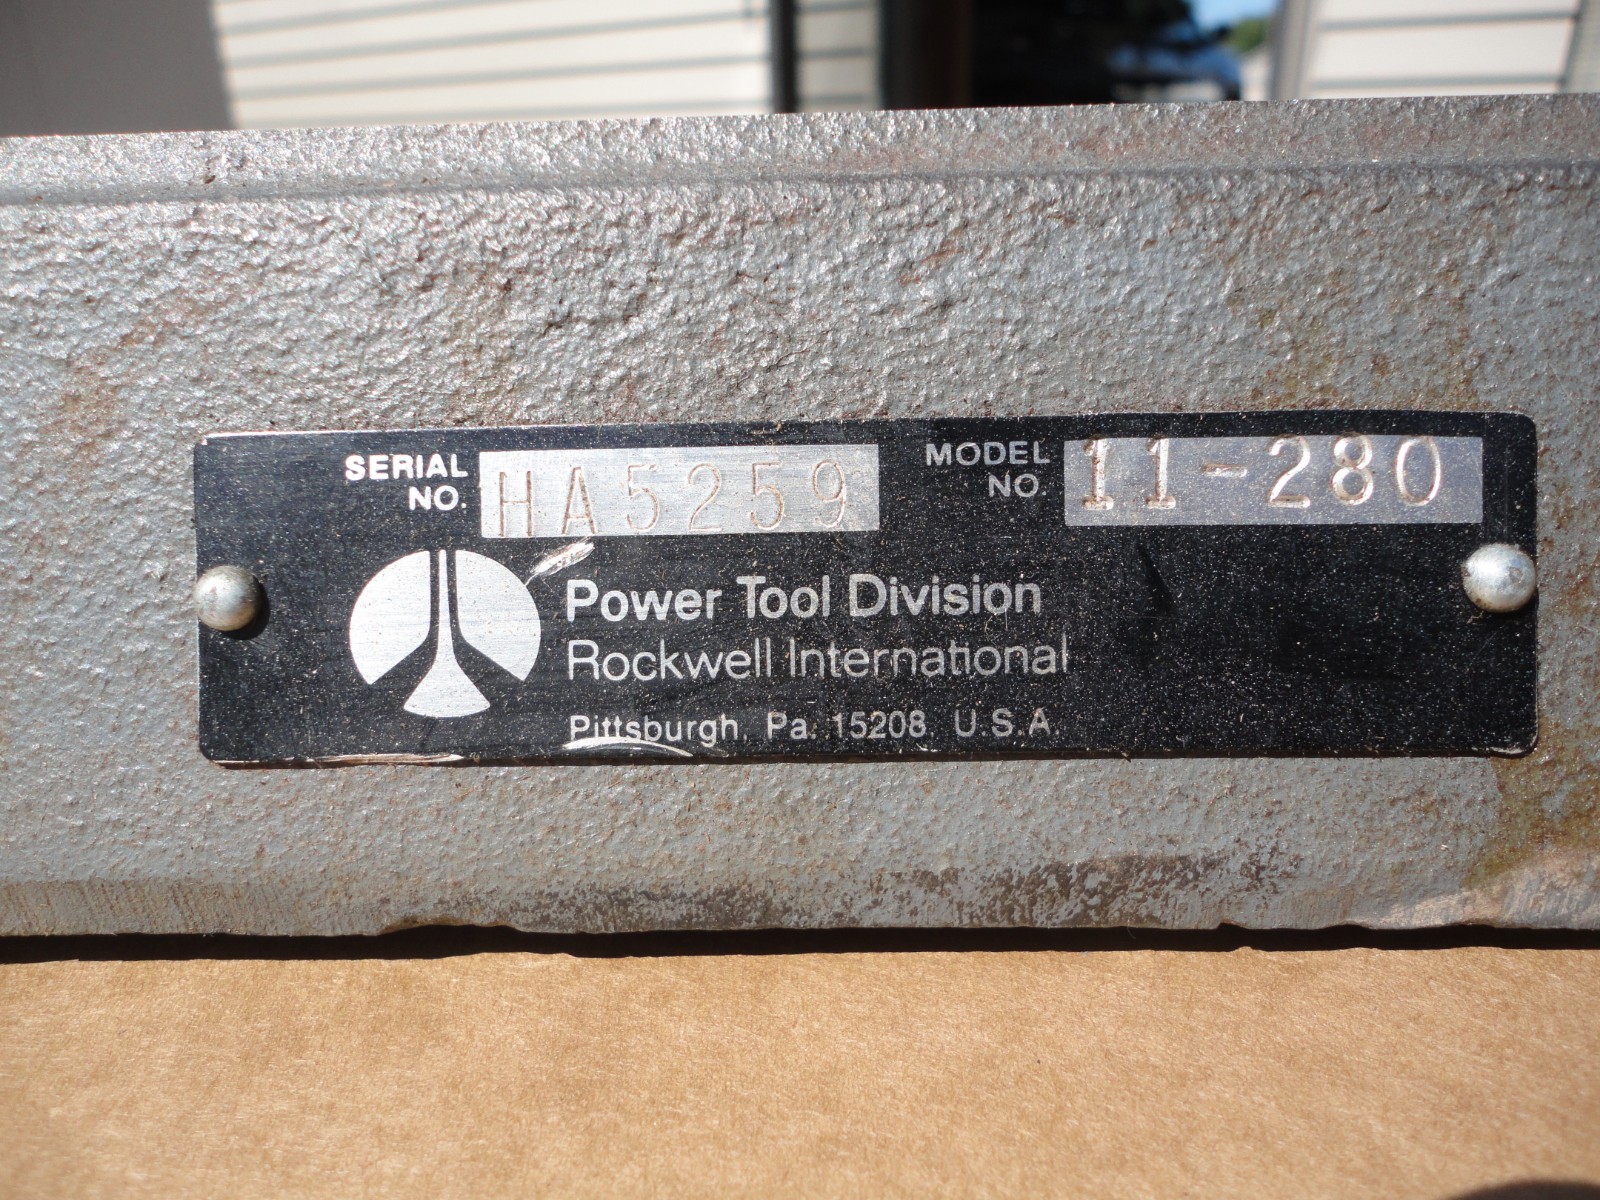 SERIAL NO. HA5259
MODEL NO. 11-280
Power Tool Division
Rockwell International
Pittsburgh, Pa. 15208 U.S.A.